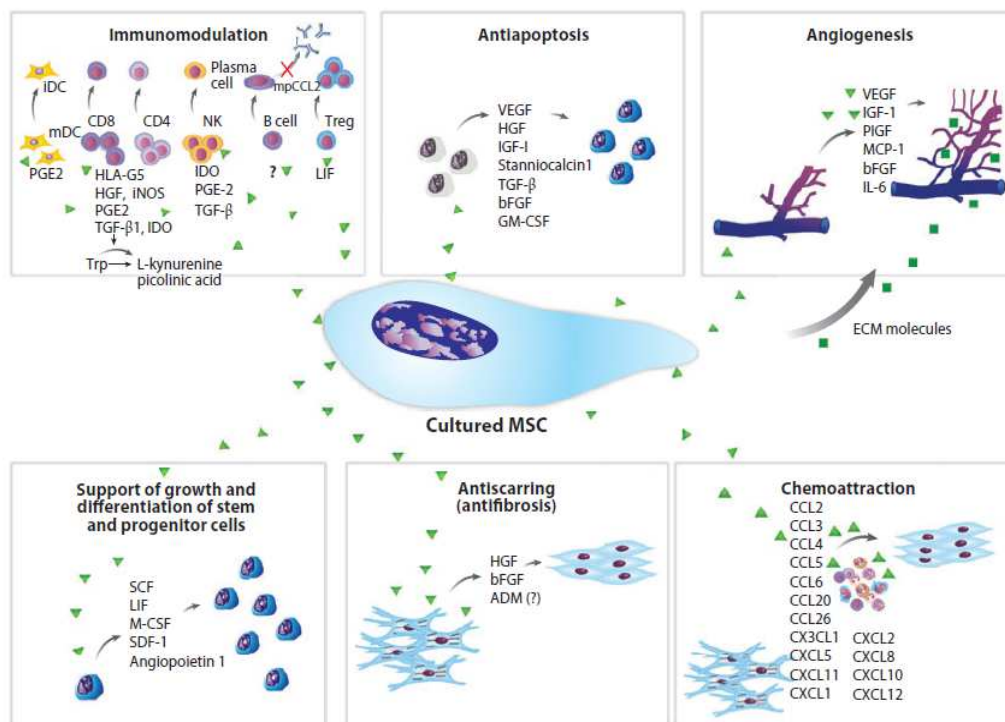 Immunomodulation
iDC
Plasma
cell
mpCCL2
mDC
CD8
CD4
NK
B cell
Treg
PGE2
HLA-G5
HGF, iNOS
PGE2
TGF-β1, IDO
IDO
PGE-2
TGF-β
?
LIF
Trp
L-kynurenine
picolinic acid
Antiapoptosis
VEGF
HGF
IGF-I
Stanniocalcin1
TGF-β
bFGF
GM-CSF
Angiogenesis
VEGF
IGF-1
PIGF
MCP-1
bFGF
IL-6
ECM molecules
Cultured MSC
Support of growth and
differentiation of stem
and progenitor cells
SCF
LIF
M-CSF
SDF-1
Angiopoietin 1
Antiscarring
(antifibrosis)
HGF
bFGF
ADM (?)
Chemoattraction
CCL2
CCL3
CCL4
CCL5
CCL6
CCL20
CCL26
CX3CL1 CXCL2
CXCL5 CXCL8
CXCL11 CXCL10
CXCL1 CXCL12